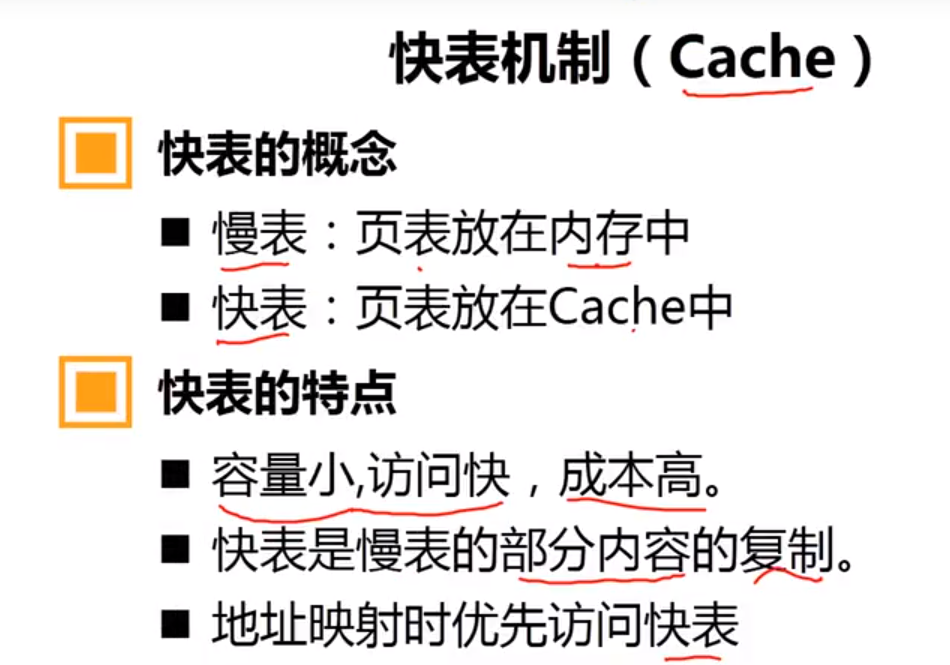 快表机制（Cache）
快表的概念
慢表：页表放在内存中
快表：页表放在Cache中
快表的特点
容量小,访问快，成本高。
快表是慢表的部分内容的复制。
地址映射时优先访问快表